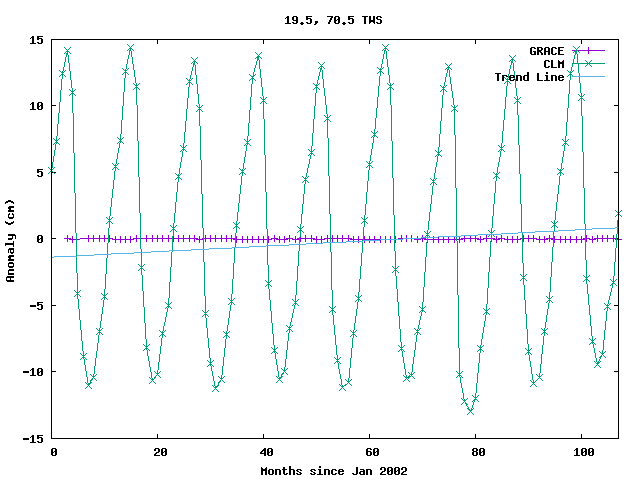 19.5, 70.5 TWS
GRACE
CLM
Trend Line
15
10
5
0
-5
-10
-15
Anomaly (cm)
0 20 40 60 80 100
Months since Jan 2002